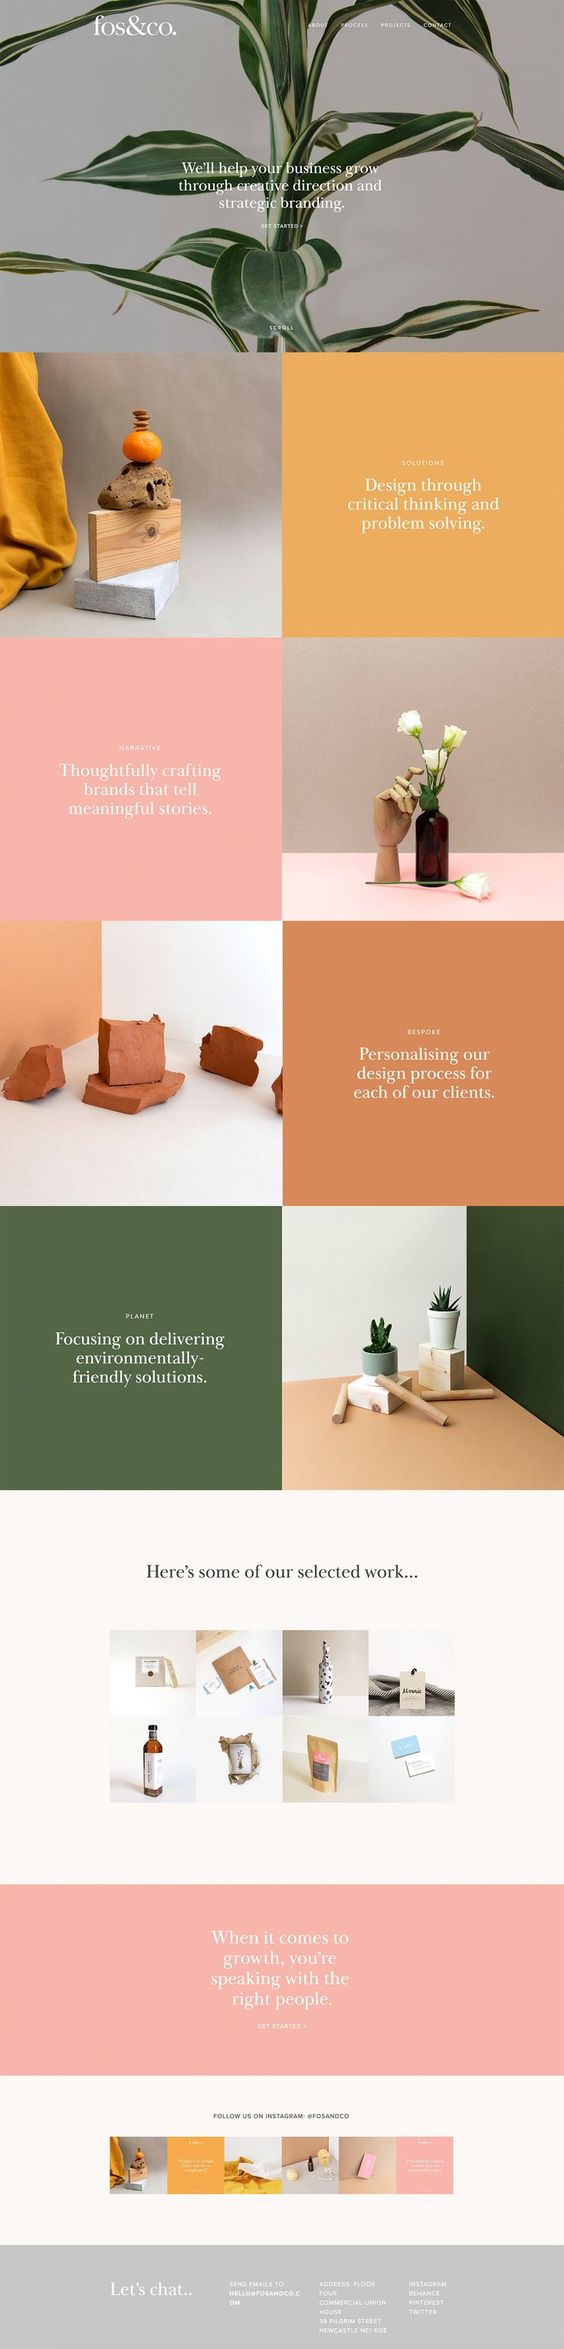 fos&co.
ABOUT PROCESS PROJECTS CONTACT
We'll help your business grow
through creative direction and
strategic branding.
GET STARTED >
SCROLL
SOLUTIONS
Design through
critical thinking and
problem solving.
NARRATIVE
Thoughtfully crafting
brands that tell
meaningful stories.
BESPOKE
Personalising our
design process for
each of our clients.
PLANET
Focusing on delivering
environmentally-
friendly solutions.
Here's some of our selected work...
When it comes to
growth, you're
speaking with the
right people.
GET STARTED >
FOLLOW US ON INSTAGRAM: @FOSANDCO
Let's chat..
SEND EMAILS TO:
HELLO@FOSANDCO.C
OM
ADDRESS: FLOOR
FOUR
COMMERCIAL UNION
HOUSE
39 PILGRIM STREET
NEWCASTLE NE1 6QE
INSTAGRAM
BEHANCE
PINTEREST
TWITTER